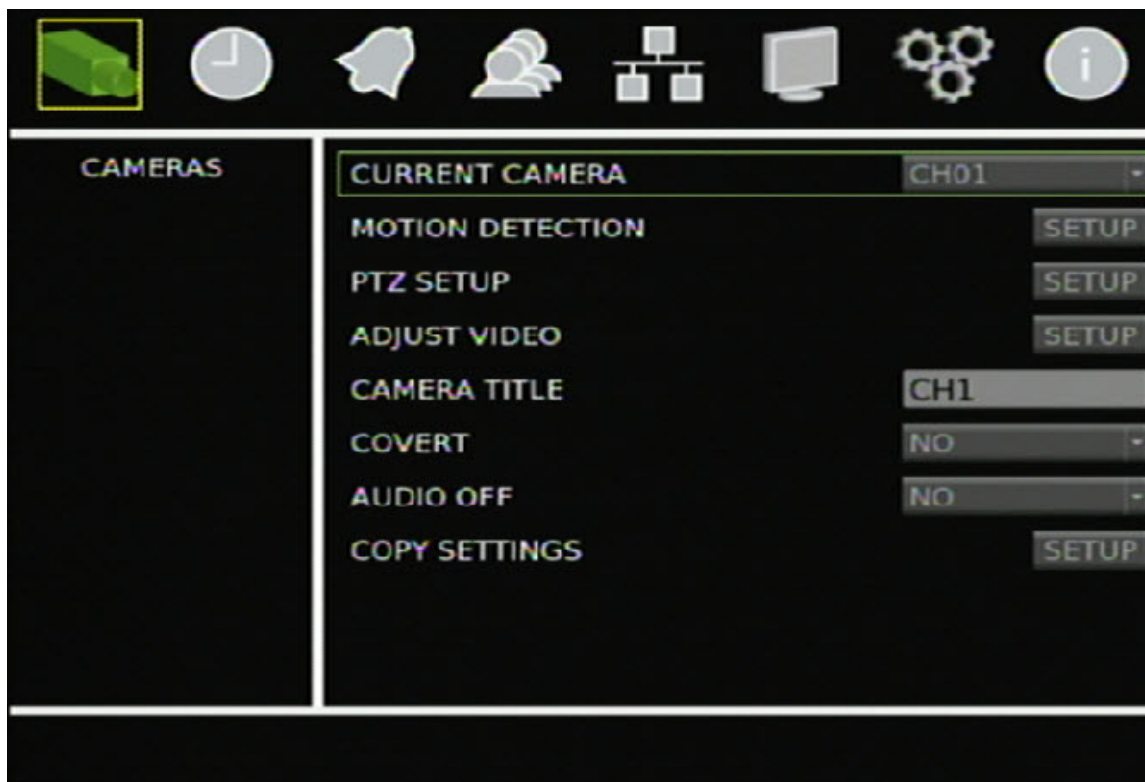 CAMERAS
CURRENT CAMERA CH01
MOTION DETECTION SETUP
PTZ SETUP SETUP
ADJUST VIDEO SETUP
CAMERA TITLE CH1
COVERT NO
AUDIO OFF NO
COPY SETTINGS SETUP